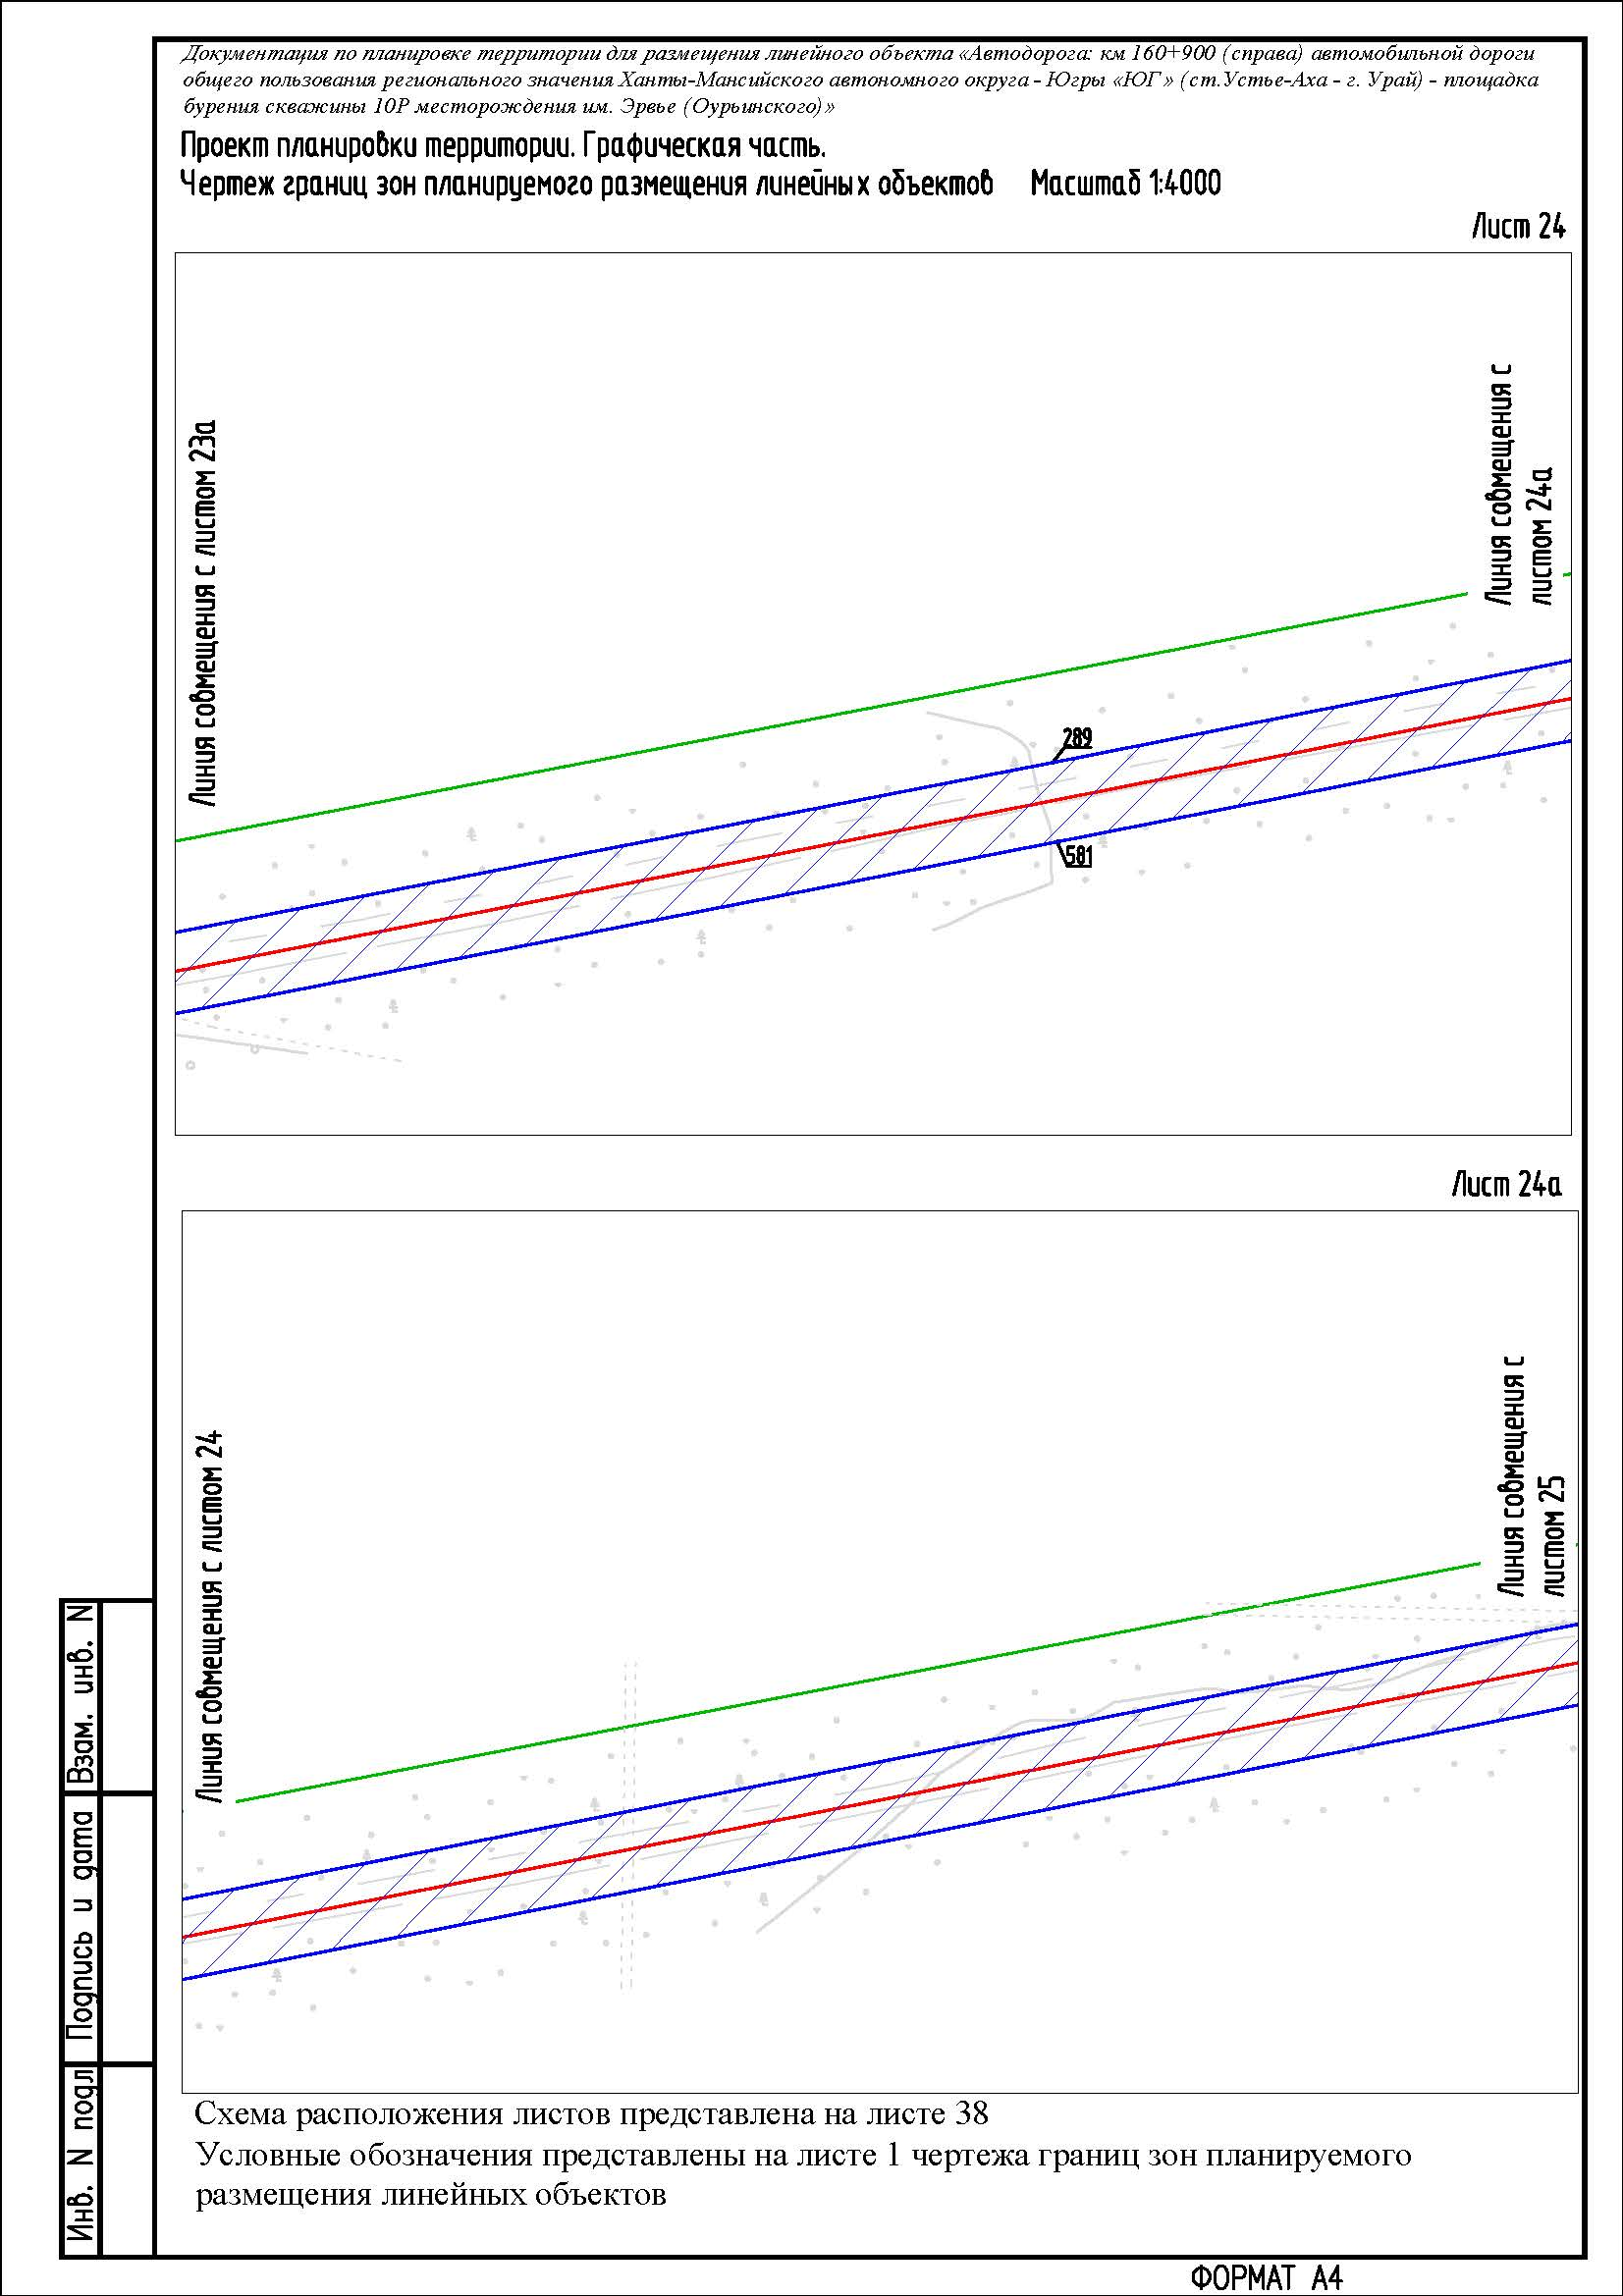 Документация по планировке территории для размещения линейного объекта «Автодорога: км 160+900 (справа) автомобильной дороги
общего пользования регионального значения Ханты-Мансийского автономного округа - Югры «ЮГ» (ст.Устье-Аха - г. Урай) - площадка
бурения скважины 10Р месторождения им. Эрвье (Оурьинского)»
Проект планировки территории. Графическая часть.
Чертеж границ зон планируемого размещения линейных объектов Масштаб 1:4000
Лист 24
Линия совмещения с листом 23а
Линия совмещения с
листом 24а
289
581
Лист 24а
Линия совмещения с листом 24
Линия совмещения с
листом 25
Взам. инв. N
Подпись и дата
Инв. N подл
Схема расположения листов представлена на листе 38
Условные обозначения представлены на листе 1 чертежа границ зон планируемого
размещения линейных объектов
ФОРМАТ А4